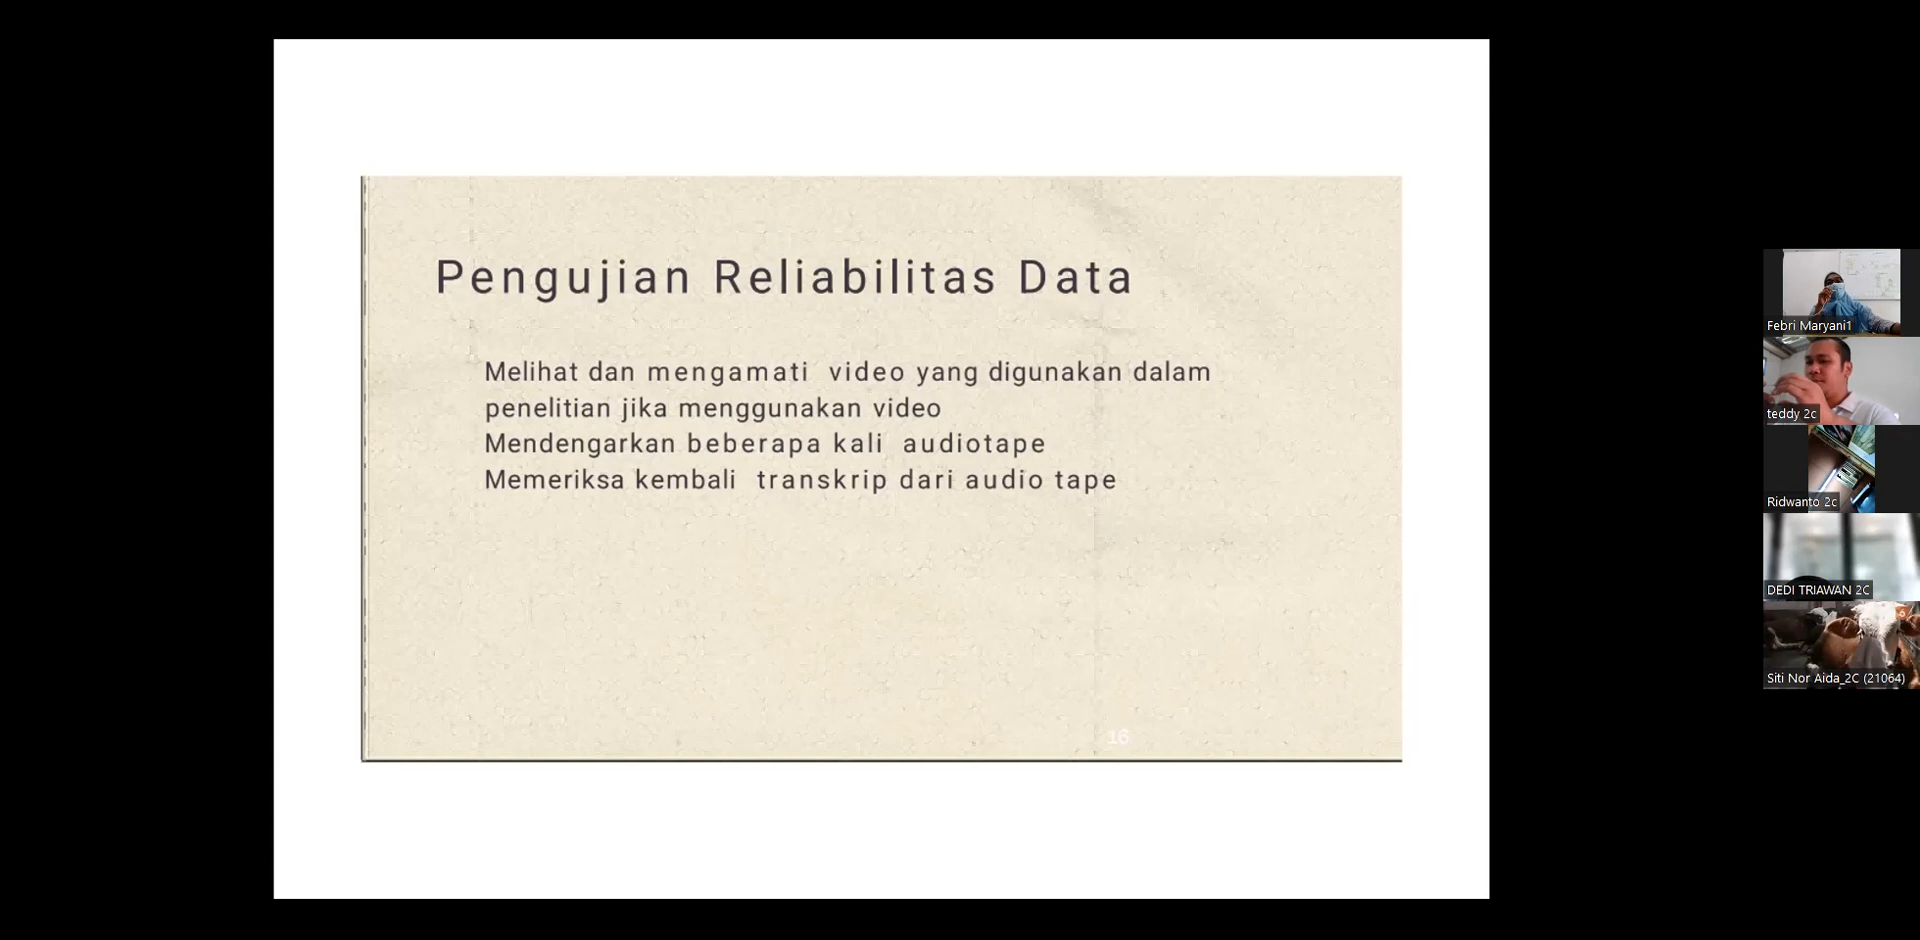 Pengujian Reliabilitas Data
Melihat dan mengamati video yang digunakan dalam
penelitian jika menggunakan video
Mendengarkan beberapa kali audiotape
Memeriksa kembali transkrip dari audio tape
16
Febri Maryani1
teddy 2c
Ridwanto 2c
DEDI TRIAWAN 2C
Siti Nor Aida_2C (21064)